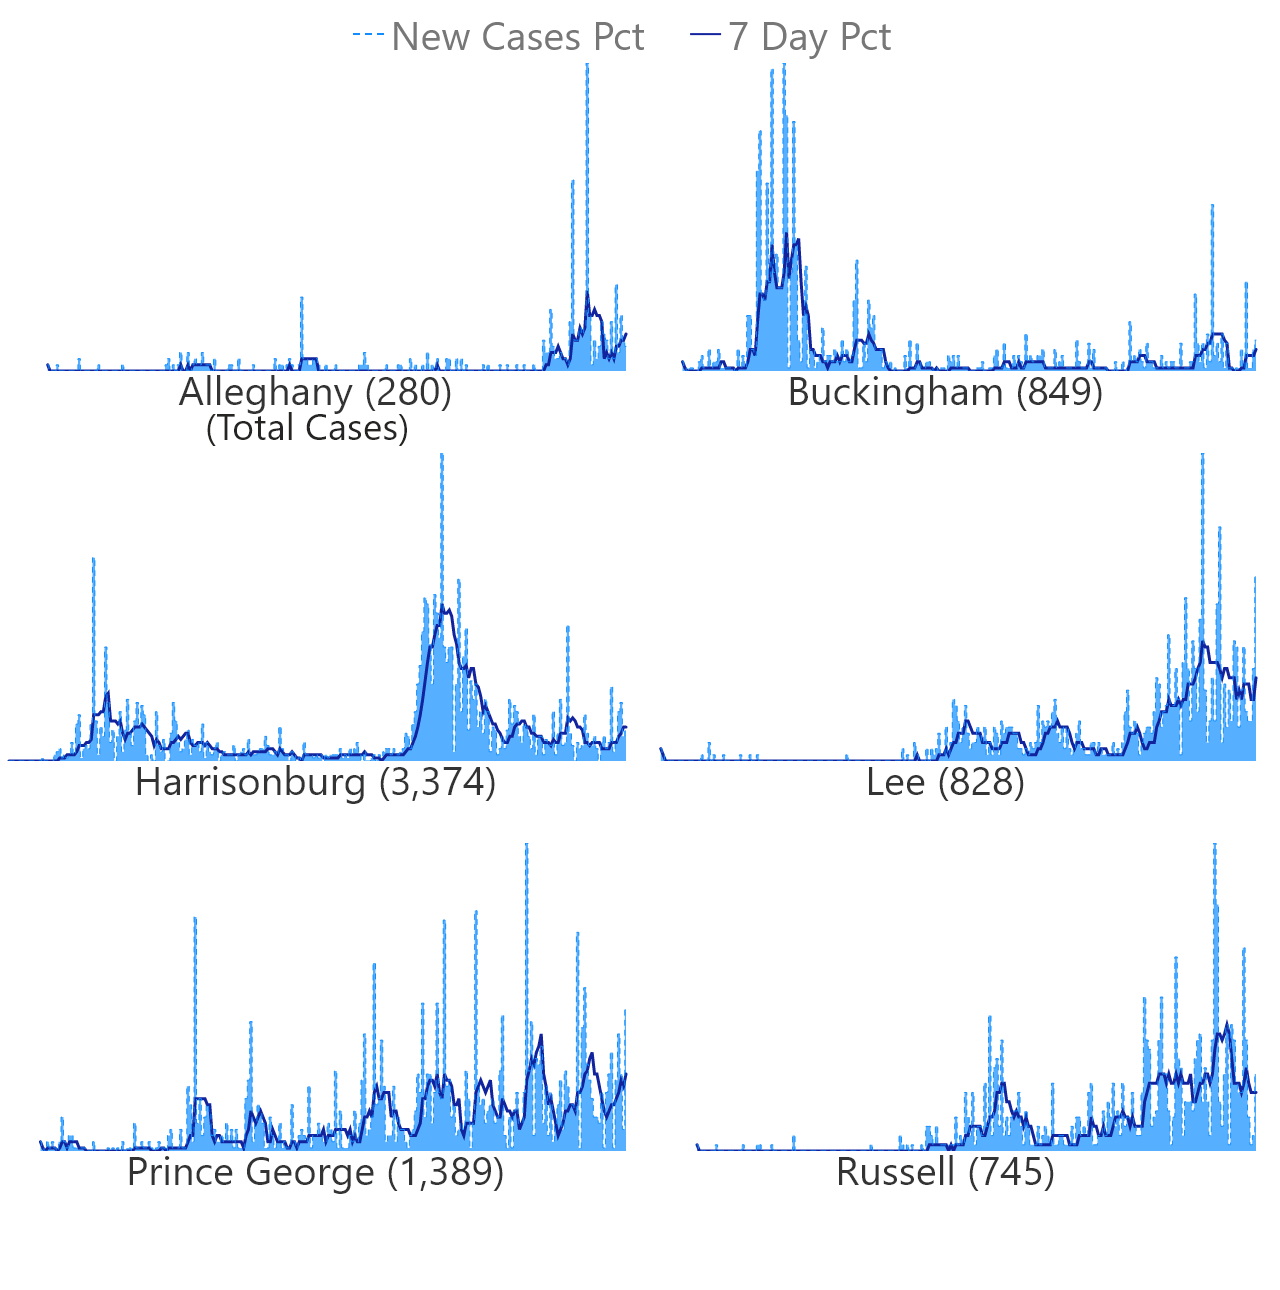 New Cases Pct 7 Day Pct
Alleghany (280) Buckingham (849)
(Total Cases)
Harrisonburg (3,374) Lee (828)
Prince George (1,389) Russell (745)